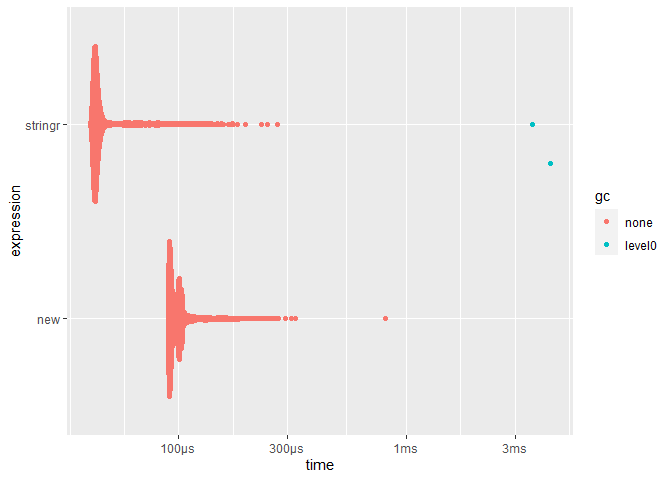 expression
stringr
new
100µs
300µs
1ms
3ms
time
gc
none
level0